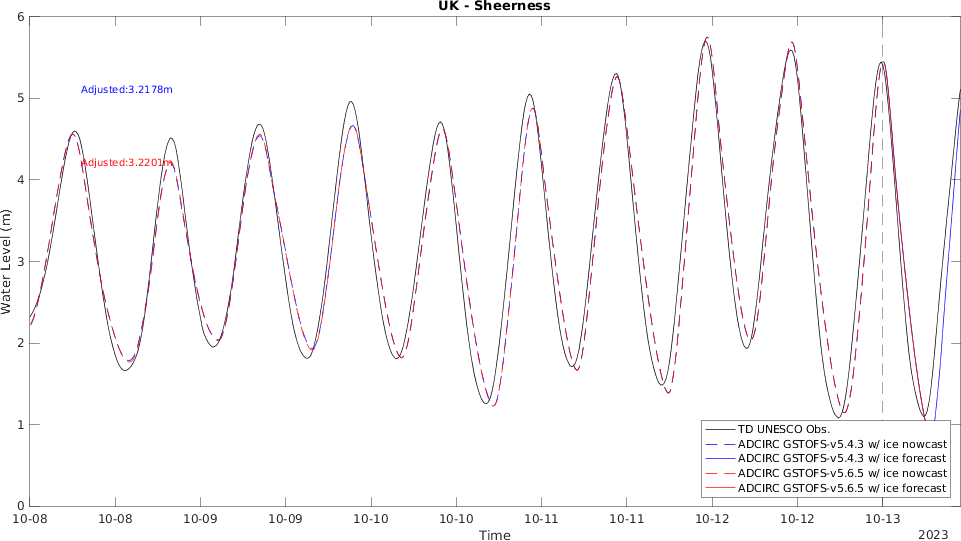 UK - Sheerness
6
5
4
3
2
1
0
Water Level (m)
Adjusted:3.2178m
Adjusted:3.2201m
TD UNESCO Obs.
ADCIRC GSTOFS-v5.4.3 w/ ice nowcast
ADCIRC GSTOFS-v5.4.3 w/ ice forecast
ADCIRC GSTOFS-v5.6.5 w/ ice nowcast
ADCIRC GSTOFS-v5.6.5 w/ ice forecast
10-08 10-08 10-09 10-09 10-10 10-10 10-11 10-11 10-12 10-12 10-13
Time
2023